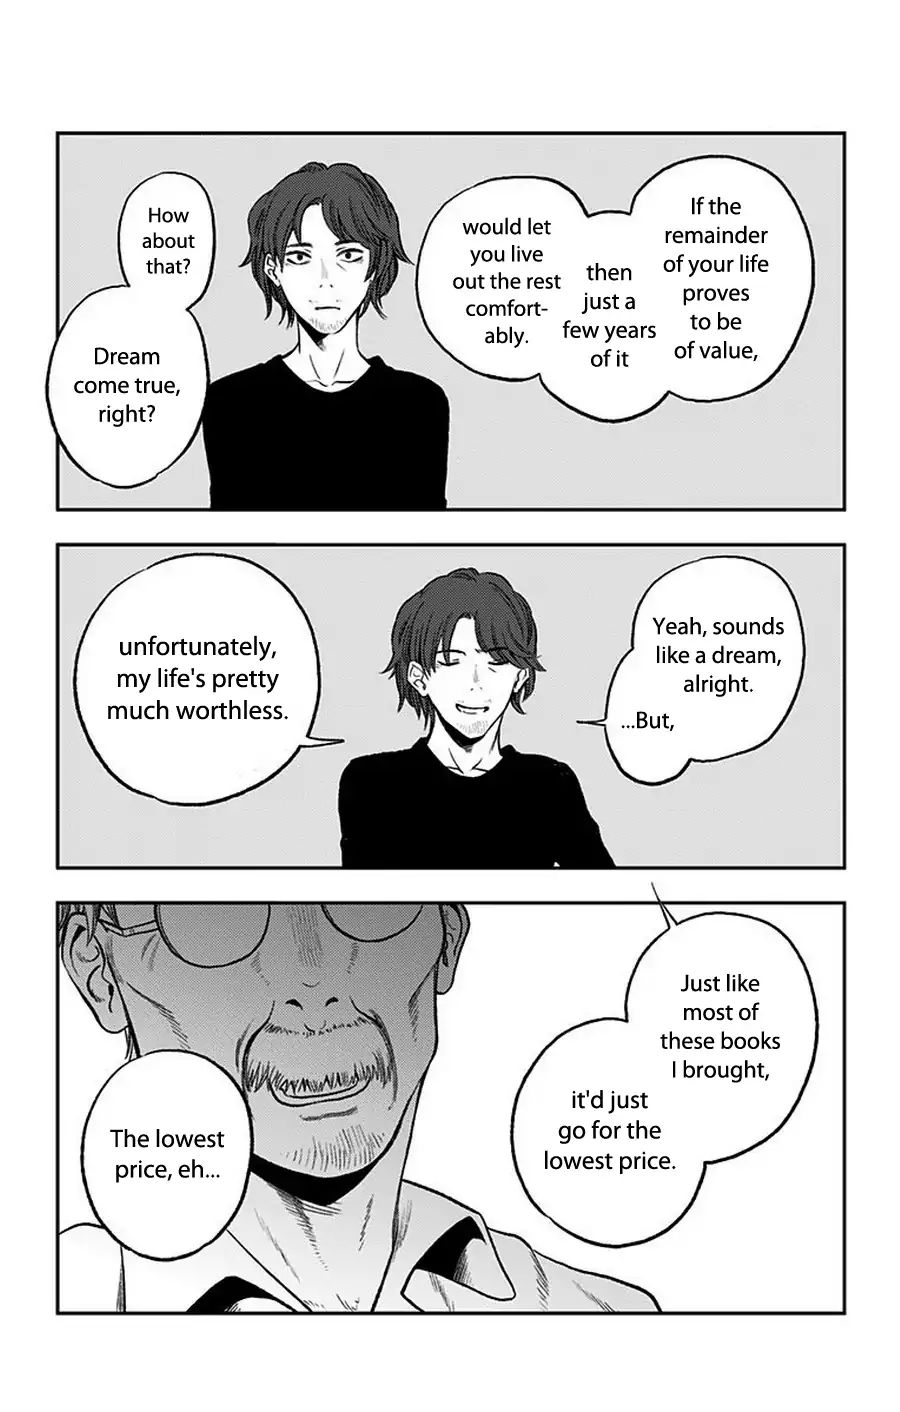 If the
remainder
of your life
proves
to be
of value,
then
just a
few years
of it
would let
you live
out the rest
comfort-
ably.
How
about
that?
Dream
come true,
right?
Yeah, sounds
like a dream,
alright.
...But,
unfortunately,
my life's pretty
much worthless.
Just like
most of
these books
I brought,
it'd just
go for the
lowest price.
The lowest
price, eh...